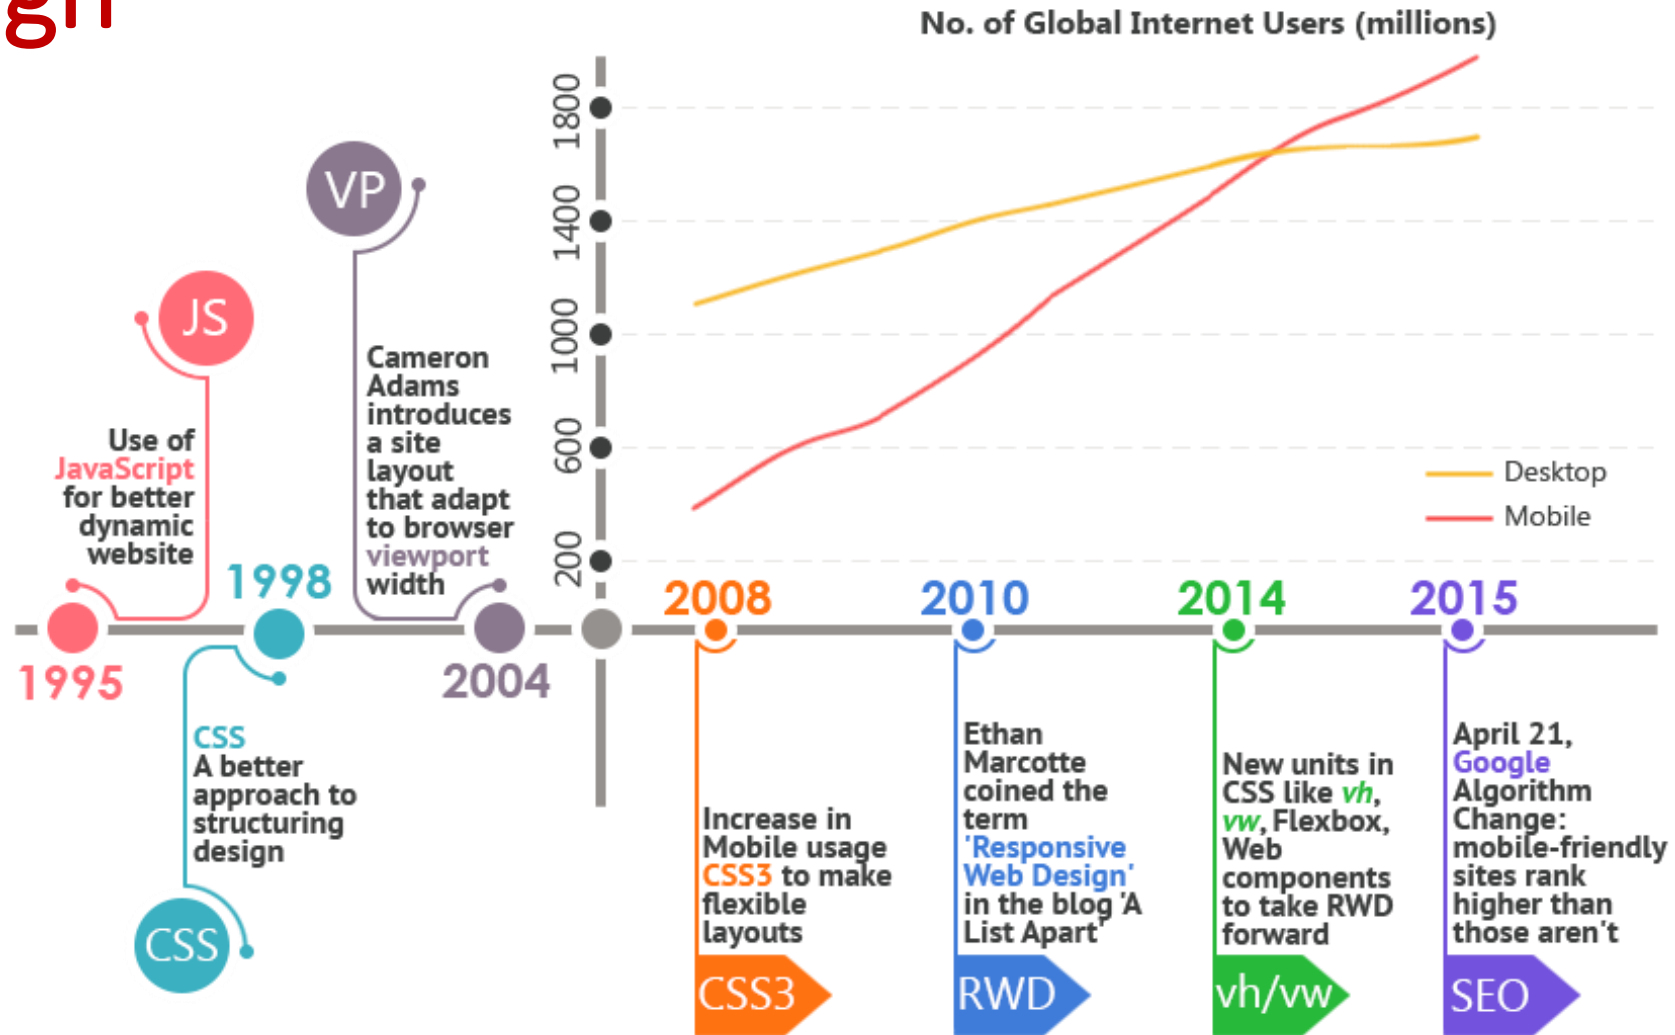 gn
No. of Global Internet Users (millions)
1800
1400
1000
600
200
Desktop
Mobile
VP
JS
Use of
JavaScript
for better
dynamic
website
Cameron
Adams
introduces
a site
layout
that adapt
to browser
viewport
width
1995
1998
2004
2008
2010
2014
2015
CSS
A better
approach to
structuring
design
CSS
Increase in
Mobile usage
CSS3 to make
flexible
layouts
CSS3
Ethan
Marcotte
coined the
term
'Responsive
Web Design'
in the blog 'A
List Apart'
RWD
New units in
CSS like vh,
vw, Flexbox,
Web
components
to take RWD
forward
vh/vw
April 21,
Google
Algorithm
Change:
mobile-friendly
sites rank
higher than
those aren't
SEO